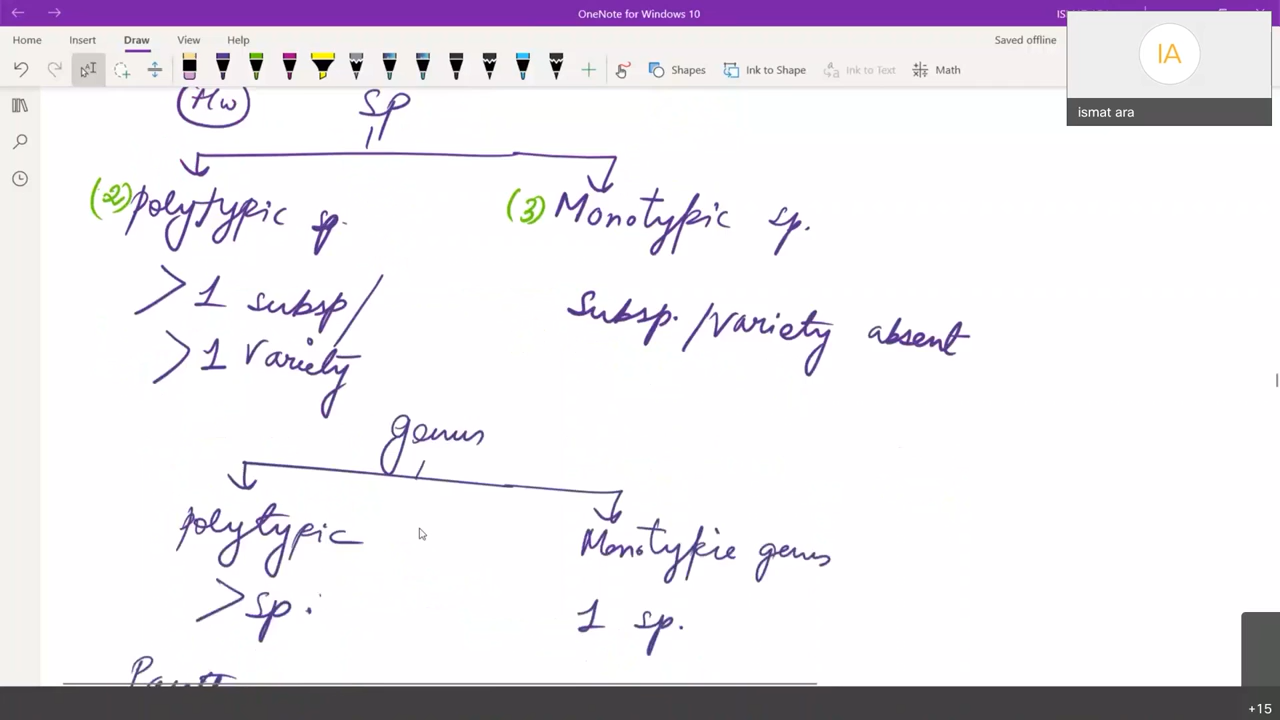 OneNote for Windows 10
Home Insert Draw View Help
Saved offline
IA
Shapes Ink to Shape Ink to Text Math
ismat ara
Hw
sp
(2) polytypic sp.
(3) Monotypic sp.
>1 subsp/
>1 variety
Subsp./variety absent
genus
polytypic
Monotypic genus
> sp.
1 sp.
+15